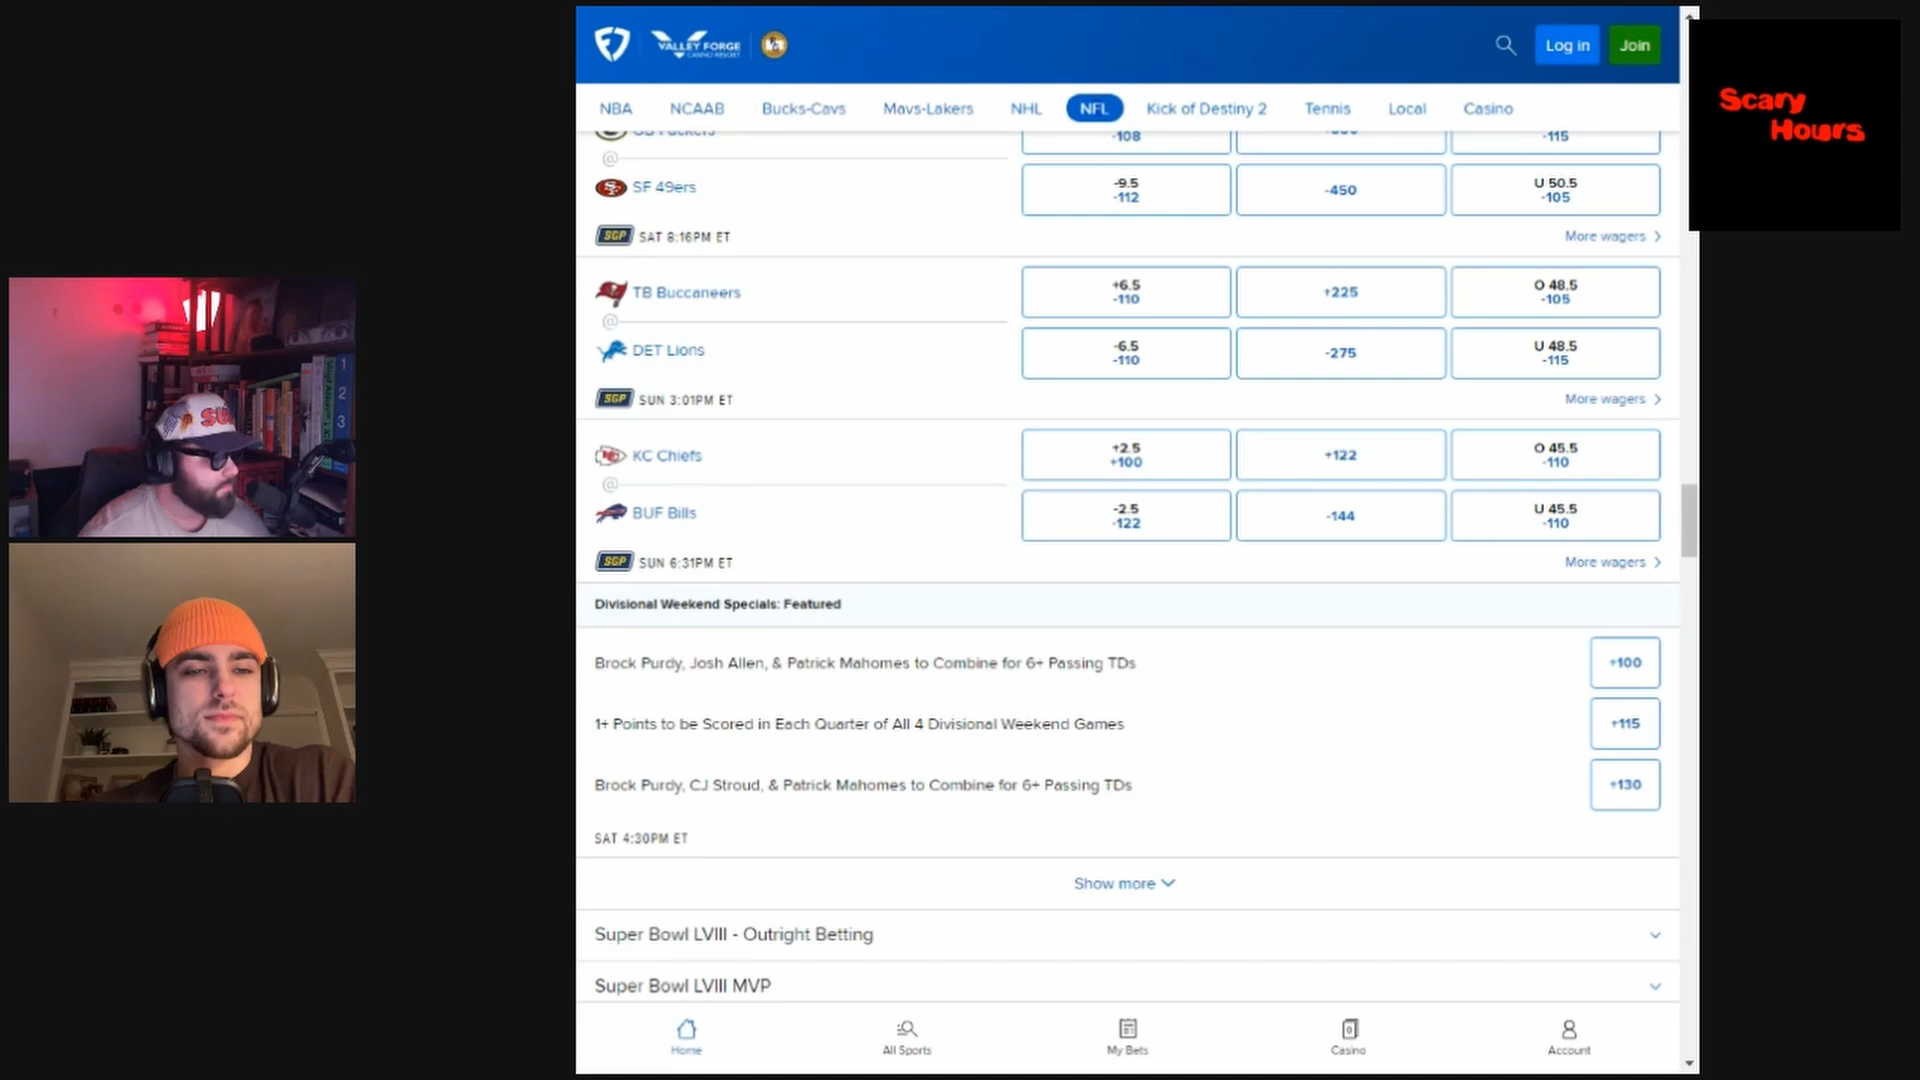 VALLEY FORGE
CASINO RESORT
Log in
Join
Scary
Hours
NBA NCAAB Bucks-Cavs Mavs-Lakers NHL NFL Kick of Destiny 2 Tennis Local Casino
-108 -115
@
SF 49ers -9.5 -450 U 50.5
-112 -105
SGP SAT 8:16PM ET More wagers
TB Buccaneers +6.5 +225 O 48.5
-110 -105
@
DET Lions -6.5 -275 U 48.5
-110 -115
SGP SUN 3:01PM ET More wagers
KC Chiefs +2.5 +122 O 45.5
+100 -110
@
BUF Bills -2.5 -144 U 45.5
-122 -110
SGP SUN 6:31PM ET More wagers
Divisional Weekend Specials: Featured
Brock Purdy, Josh Allen, & Patrick Mahomes to Combine for 6+ Passing TDs +100
1+ Points to be Scored in Each Quarter of All 4 Divisional Weekend Games +115
Brock Purdy, CJ Stroud, & Patrick Mahomes to Combine for 6+ Passing TDs +130
SAT 4:30PM ET
Show more
Super Bowl LVIII - Outright Betting
Super Bowl LVIII MVP
Home All Sports My Bets Casino Account
1
2
3